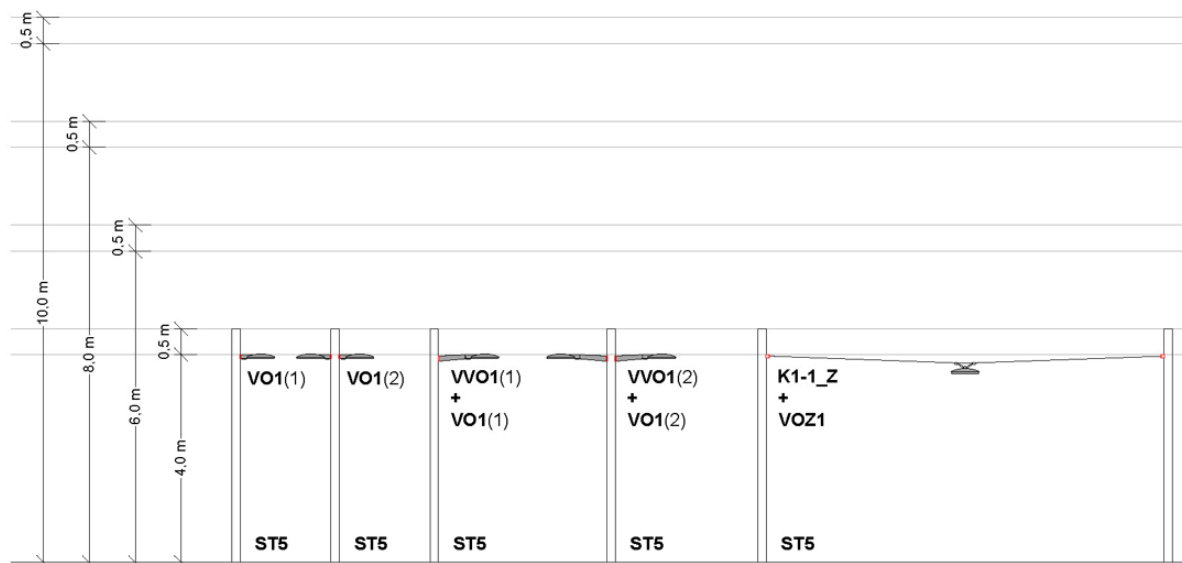 0,5 m
0,5 m
0,5 m
0,5 m
10,0 m
8,0 m
6,0 m
4,0 m
VO1(1)
VO1(2)
VVO1(1)
+
VO1(1)
VVO1(2)
+
VO1(2)
K1-1_Z
+
VOZ1
ST5
ST5
ST5
ST5
ST5